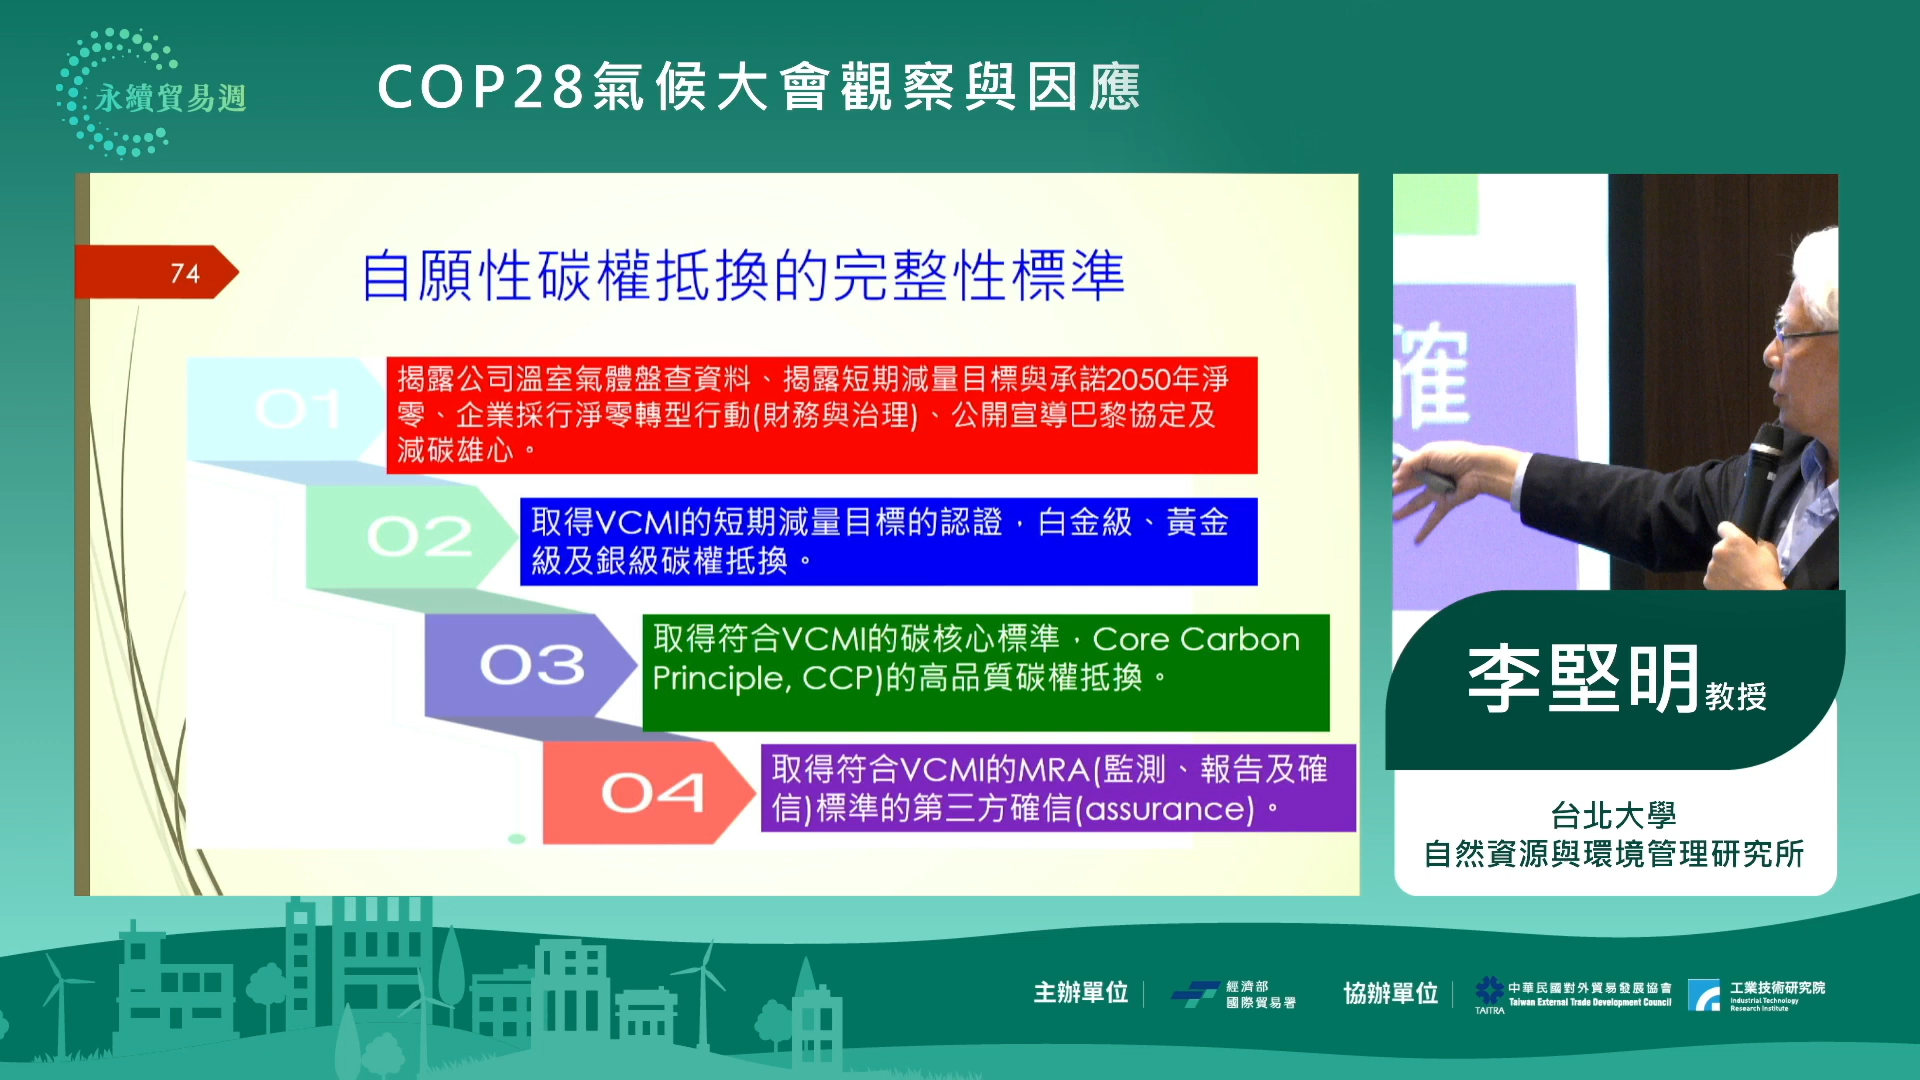 永續貿易週
COP28氣候大會觀察與因應
74
自願性碳權抵換的完整性標準
01
揭露公司溫室氣體盤查資料、揭露短期減量目標與承諾2050年淨
零、企業採行淨零轉型行動(財務與治理)、公開宣導巴黎協定及
減碳雄心。
02
取得VCMI的短期減量目標的認證，白金級、黃金
級及銀級碳權抵換。
03
取得符合VCMI的碳核心標準，Core Carbon
Principle, CCP)的高品質碳權抵換。
04
取得符合VCMI的MRA(監測、報告及確
信)標準的第三方確信(assurance)。
確
李堅明教授
台北大學
自然資源與環境管理研究所
主辦單位
經濟部
國際貿易署
協辦單位
TAITRA
中華民國對外貿易發展協會
Taiwan External Trade Development Council
工業技術研究院
Industrial Technology
Research Institute